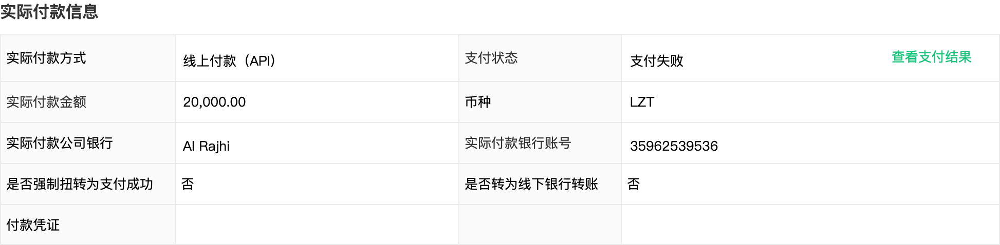 实际付款信息
实际付款方式 线上付款（API） 支付状态 支付失败 查看支付结果
实际付款金额 20,000.00 币种 LZT
实际付款公司银行 Al Rajhi 实际付款银行账号 35962539536
是否强制扭转为支付成功 否 是否转为线下银行转账 否
付款凭证